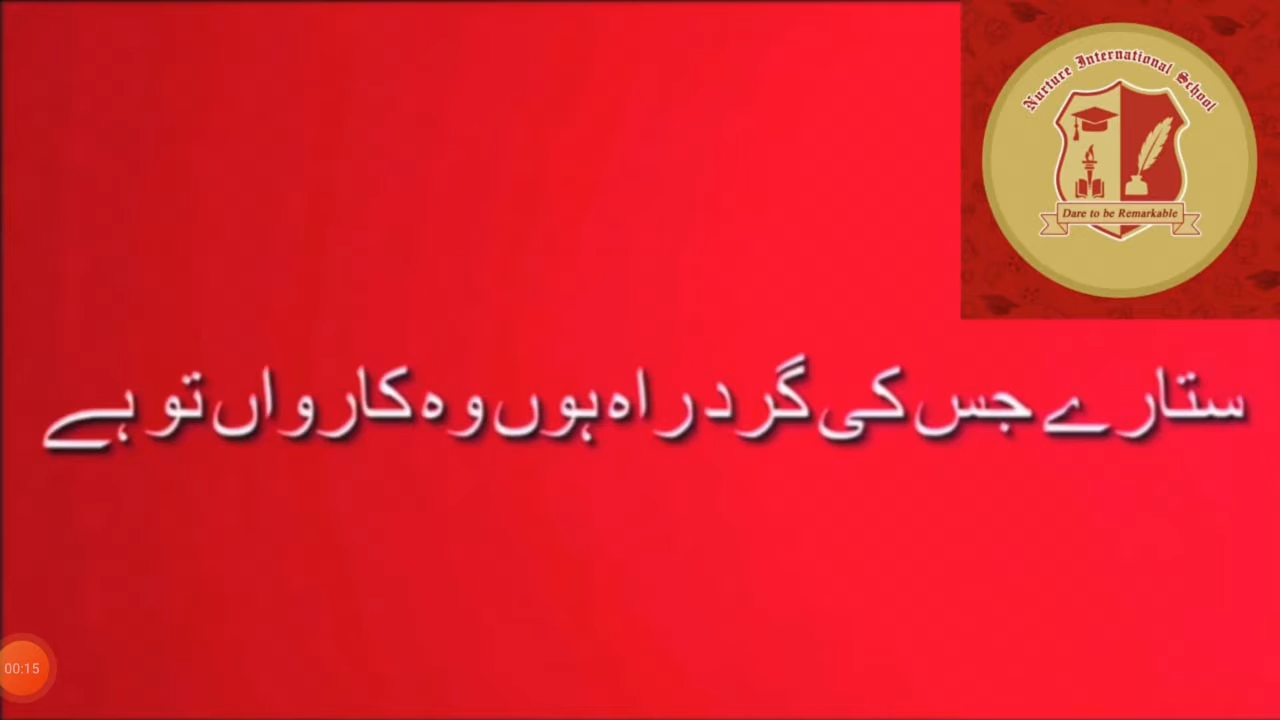 Nurture International School
Dare to be Remarkable
ستارے جس کی گرد راہ ہوں وہ کارواں تو ہے
00:15